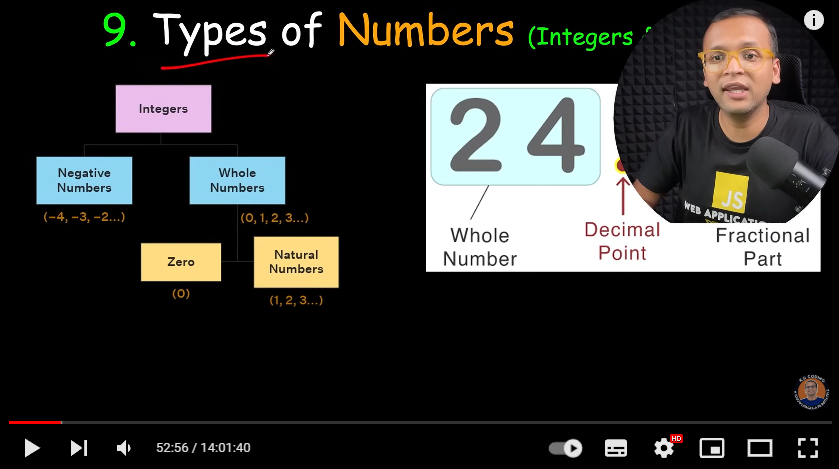 9. Types of Numbers (Integers
Integers
Negative
Numbers
(−4, −3, −2...)
Whole
Numbers
(0, 1, 2, 3...)
Zero
(0)
Natural
Numbers
(1, 2, 3...)
24
Whole
Number
Decimal
Point
Fractional
Part
JS
WEB APPLICATIO
52:56 / 14:01:40
HD